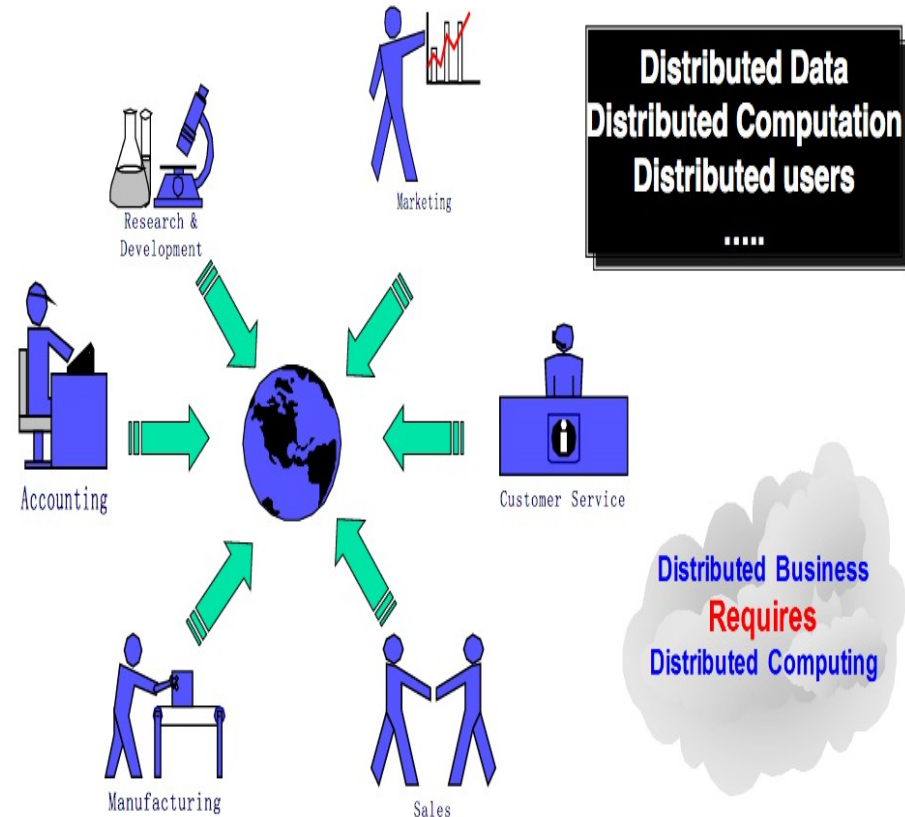 Distributed Data
Distributed Computation
Distributed users
.....
Marketing
Research &
Development
Accounting
i
Customer Service
Distributed Business
Requires
Distributed Computing
Manufacturing
Sales